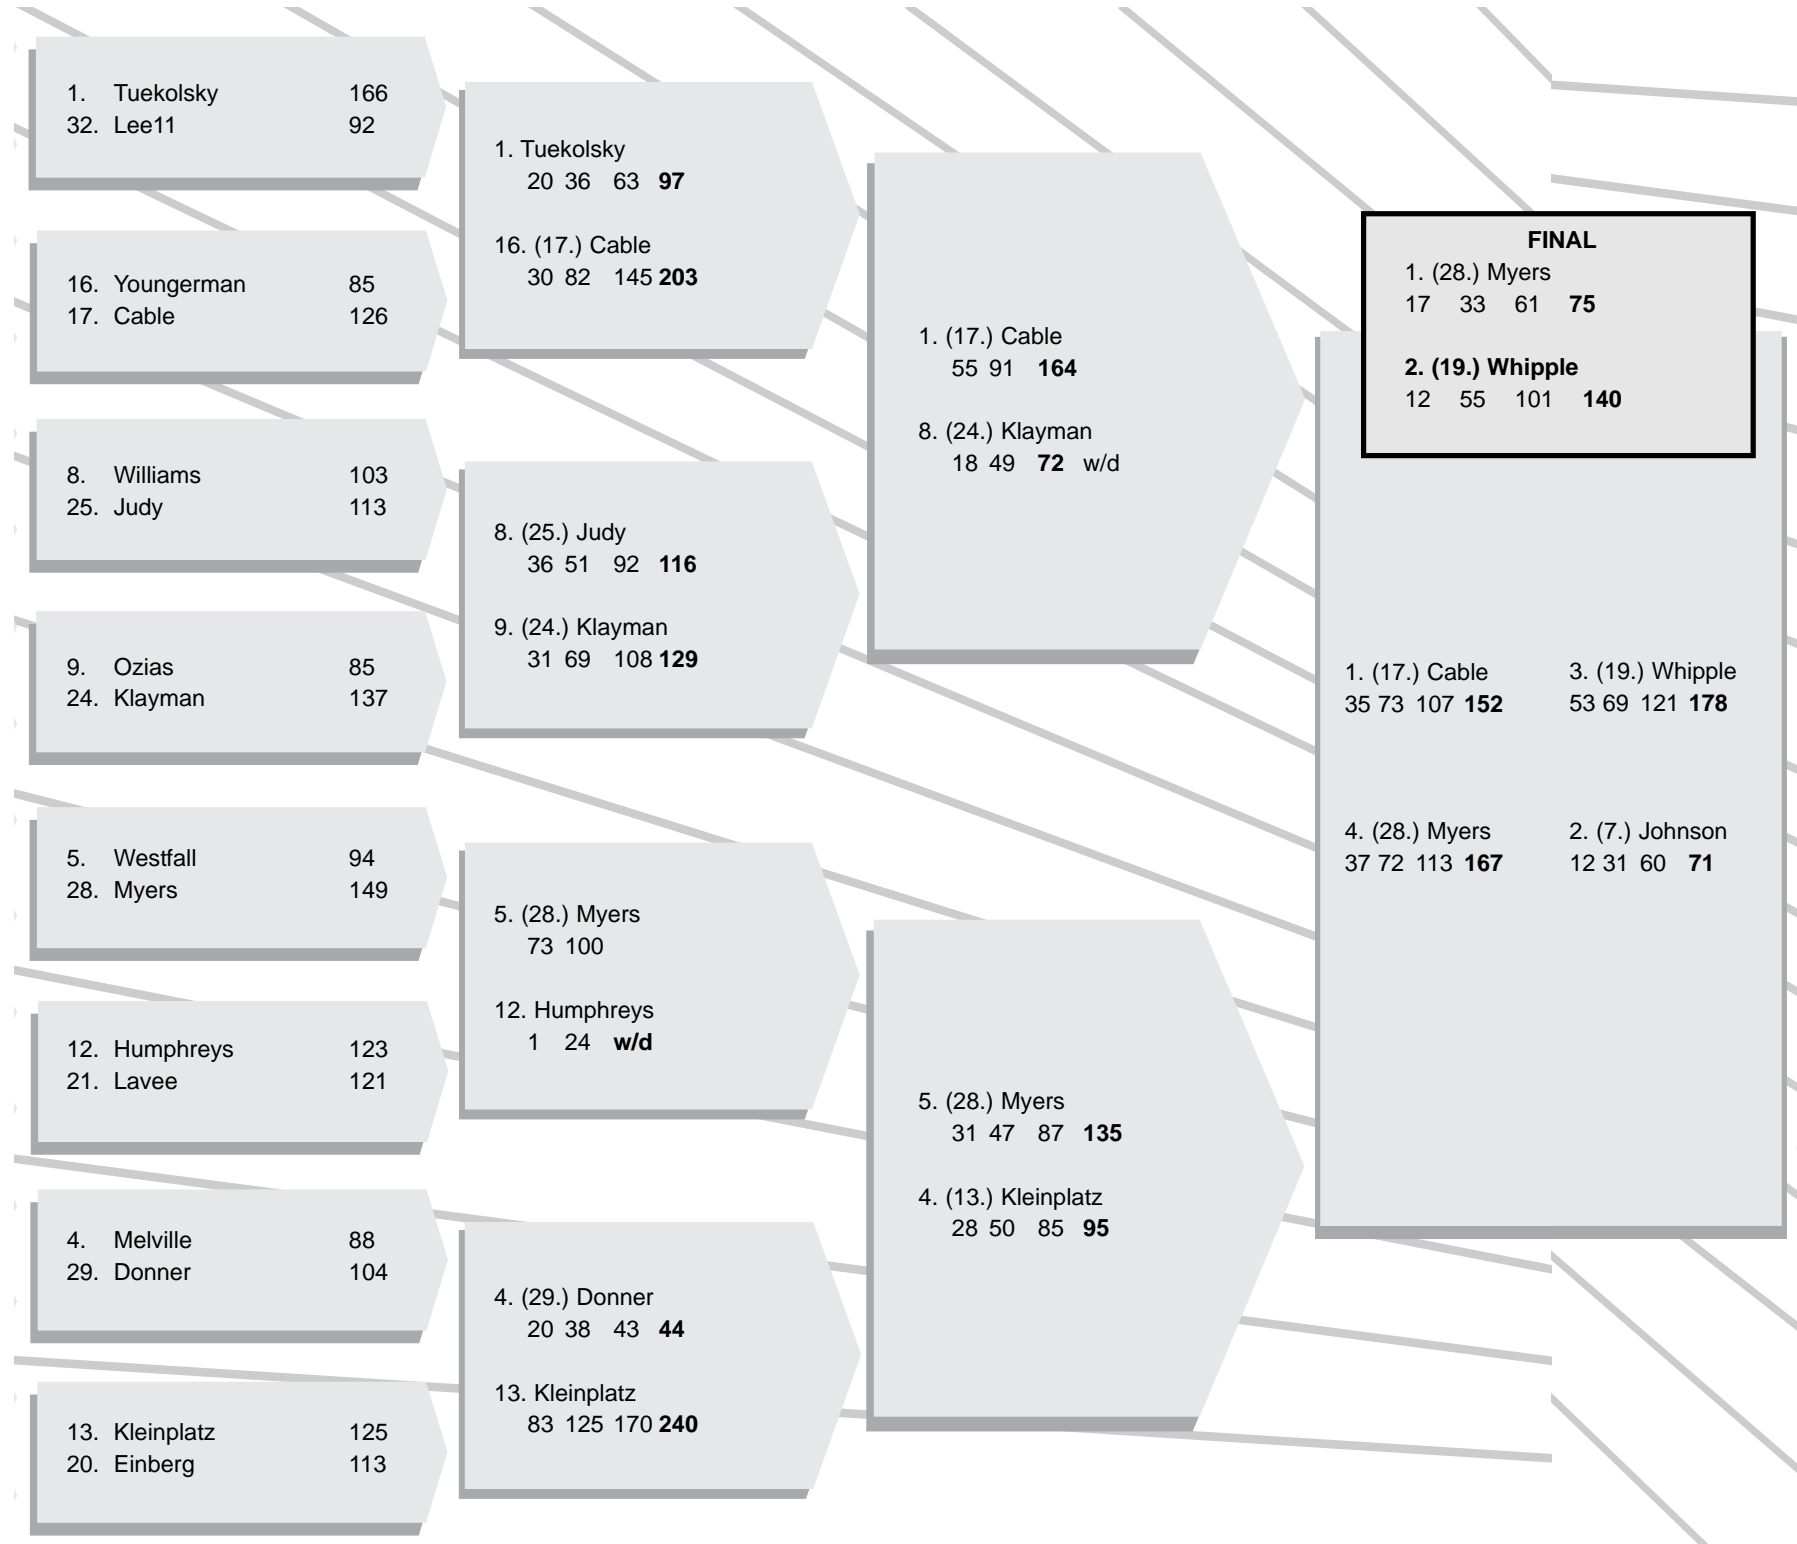 1. Tuekolsky 166
32. Lee11 92
16. Youngerman 85
17. Cable 126
8. Williams 103
25. Judy 113
9. Ozias 85
24. Klayman 137
5. Westfall 94
28. Myers 149
12. Humphreys 123
21. Lavee 121
4. Melville 88
29. Donner 104
13. Kleinplatz 125
20. Einberg 113
1. Tuekolsky
20 36 63 97
16. (17.) Cable
30 82 145 203
8. (25.) Judy
36 51 92 116
9. (24.) Klayman
31 69 108 129
5. (28.) Myers
73 100
12. Humphreys
1 24 w/d
4. (29.) Donner
20 38 43 44
13. Kleinplatz
83 125 170 240
1. (17.) Cable
55 91 164
8. (24.) Klayman
18 49 72 w/d
5. (28.) Myers
31 47 87 135
4. (13.) Kleinplatz
28 50 85 95
FINAL
1. (28.) Myers
17 33 61 75
2. (19.) Whipple
12 55 101 140
1. (17.) Cable
35 73 107 152
3. (19.) Whipple
53 69 121 178
4. (28.) Myers
37 72 113 167
2. (7.) Johnson
12 31 60 71